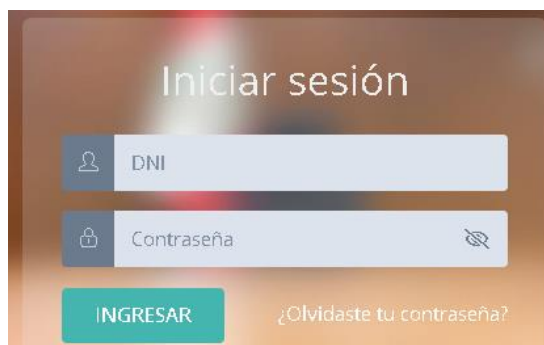 Iniciar sesión
DNI
Contraseña
INGRESAR
¿Olvidaste tu contraseña?